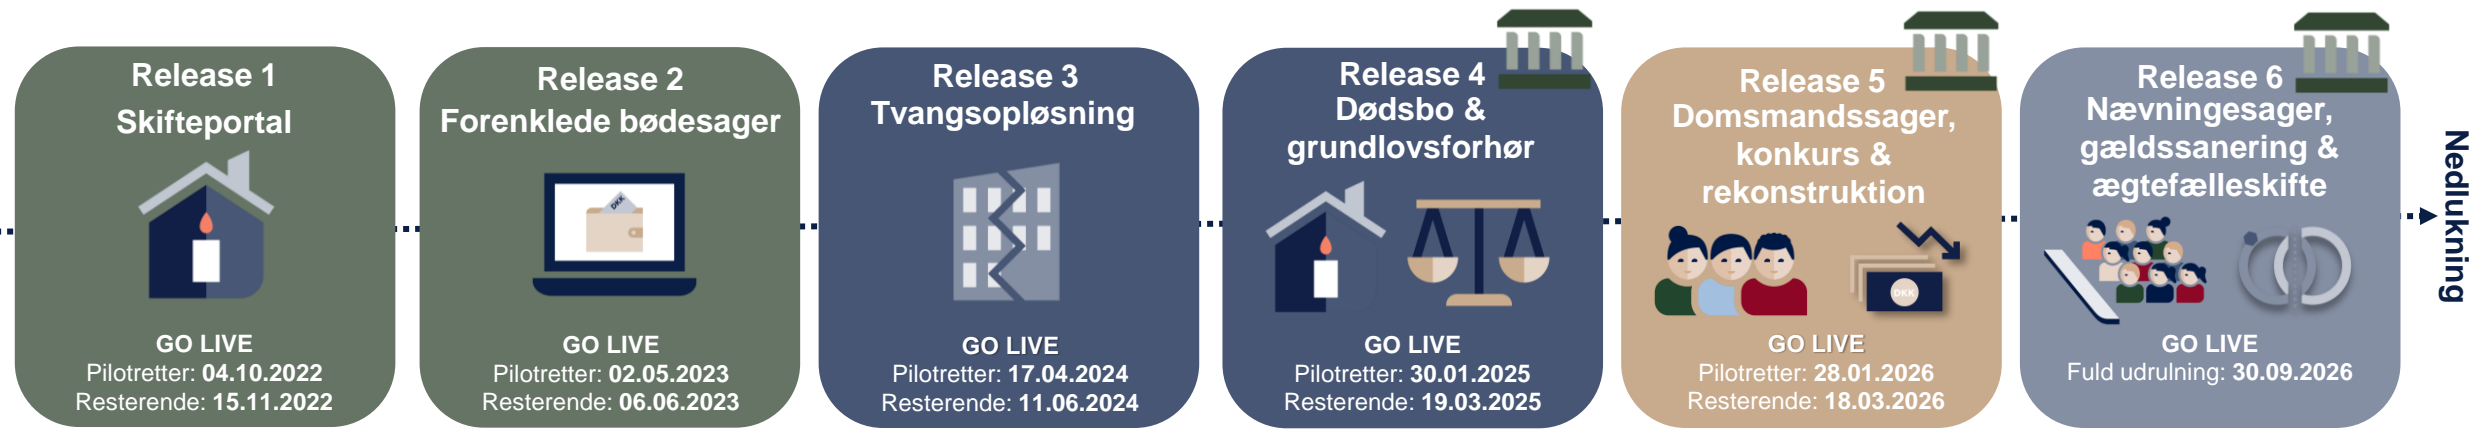 Release 1
Skifteportal
GO LIVE
Pilotretter: 04.10.2022
Resterende: 15.11.2022
Release 2
Forenklede bødesager
DKK
GO LIVE
Pilotretter: 02.05.2023
Resterende: 06.06.2023
Release 3
Tvangsopløsning
GO LIVE
Pilotretter: 17.04.2024
Resterende: 11.06.2024
Release 4
Dødsbo &
grundlovsforhør
GO LIVE
Pilotretter: 30.01.2025
Resterende: 19.03.2025
Release 5
Domsmandssager,
konkurs &
rekonstruktion
DKK
GO LIVE
Pilotretter: 28.01.2026
Resterende: 18.03.2026
Release 6
Nævningesager,
gældssanering &
ægtefælleskifte
GO LIVE
Fuld udrulning: 30.09.2026
Nedlukning